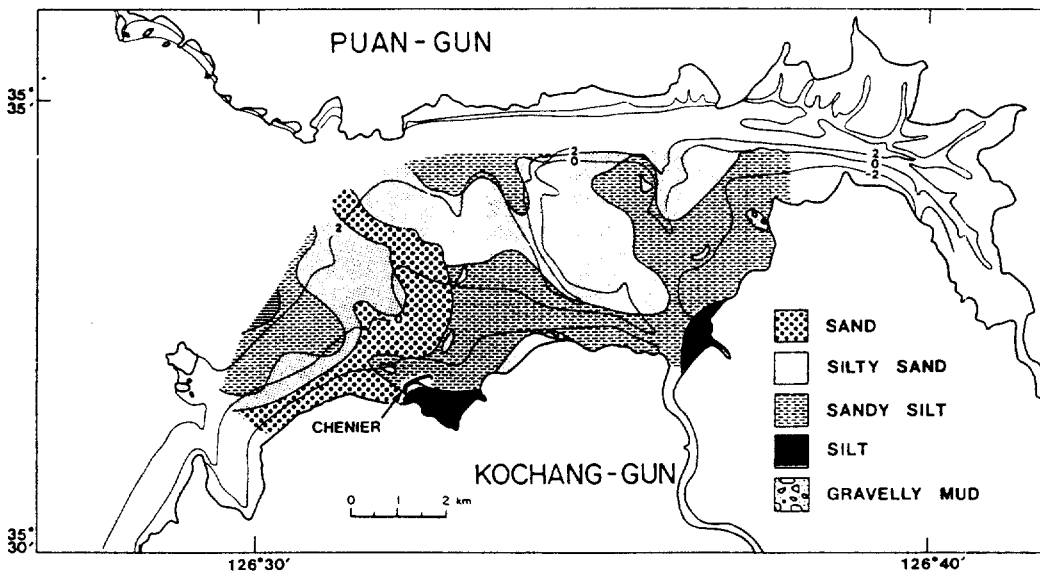 PUAN-GUN
35°
35'
2
0
2
0
-2
2
SAND
SILTY SAND
SANDY SILT
SILT
GRAVELLY MUD
CHENIER
KOCHANG-GUN
0 1 2 km
35°
30'
126°30'
126°40'